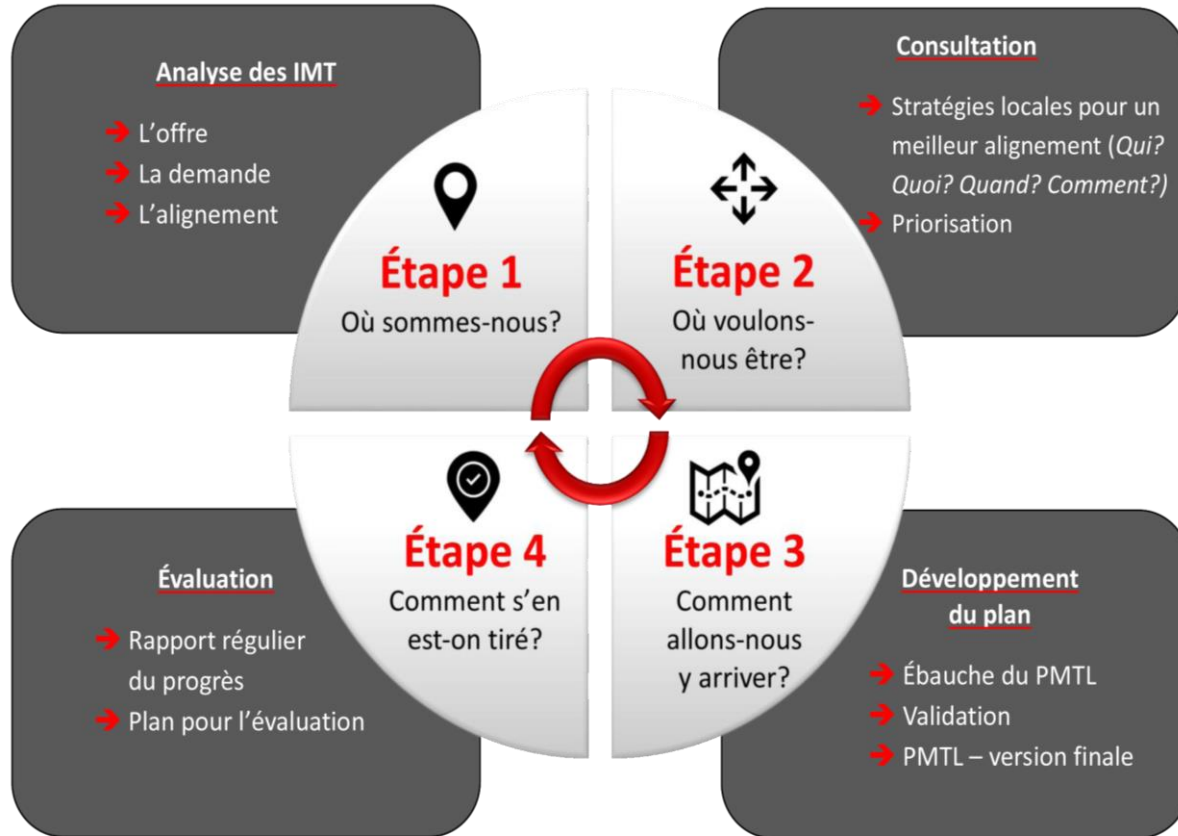 Analyse des IMT
L'offre
La demande
L'alignement
Étape 1
Où sommes-nous?
Consultation
Stratégies locales pour un
meilleur alignement (Qui?
Quoi? Quand? Comment?)
Priorisation
Étape 2
Où voulons-
nous être?
Étape 3
Comment
allons-nous
y arriver?
Développement
du plan
Ébauche du PMTL
Validation
PMTL – version finale
Étape 4
Comment s'en
est-on tiré?
Évaluation
Rapport régulier
du progrès
Plan pour l'évaluation